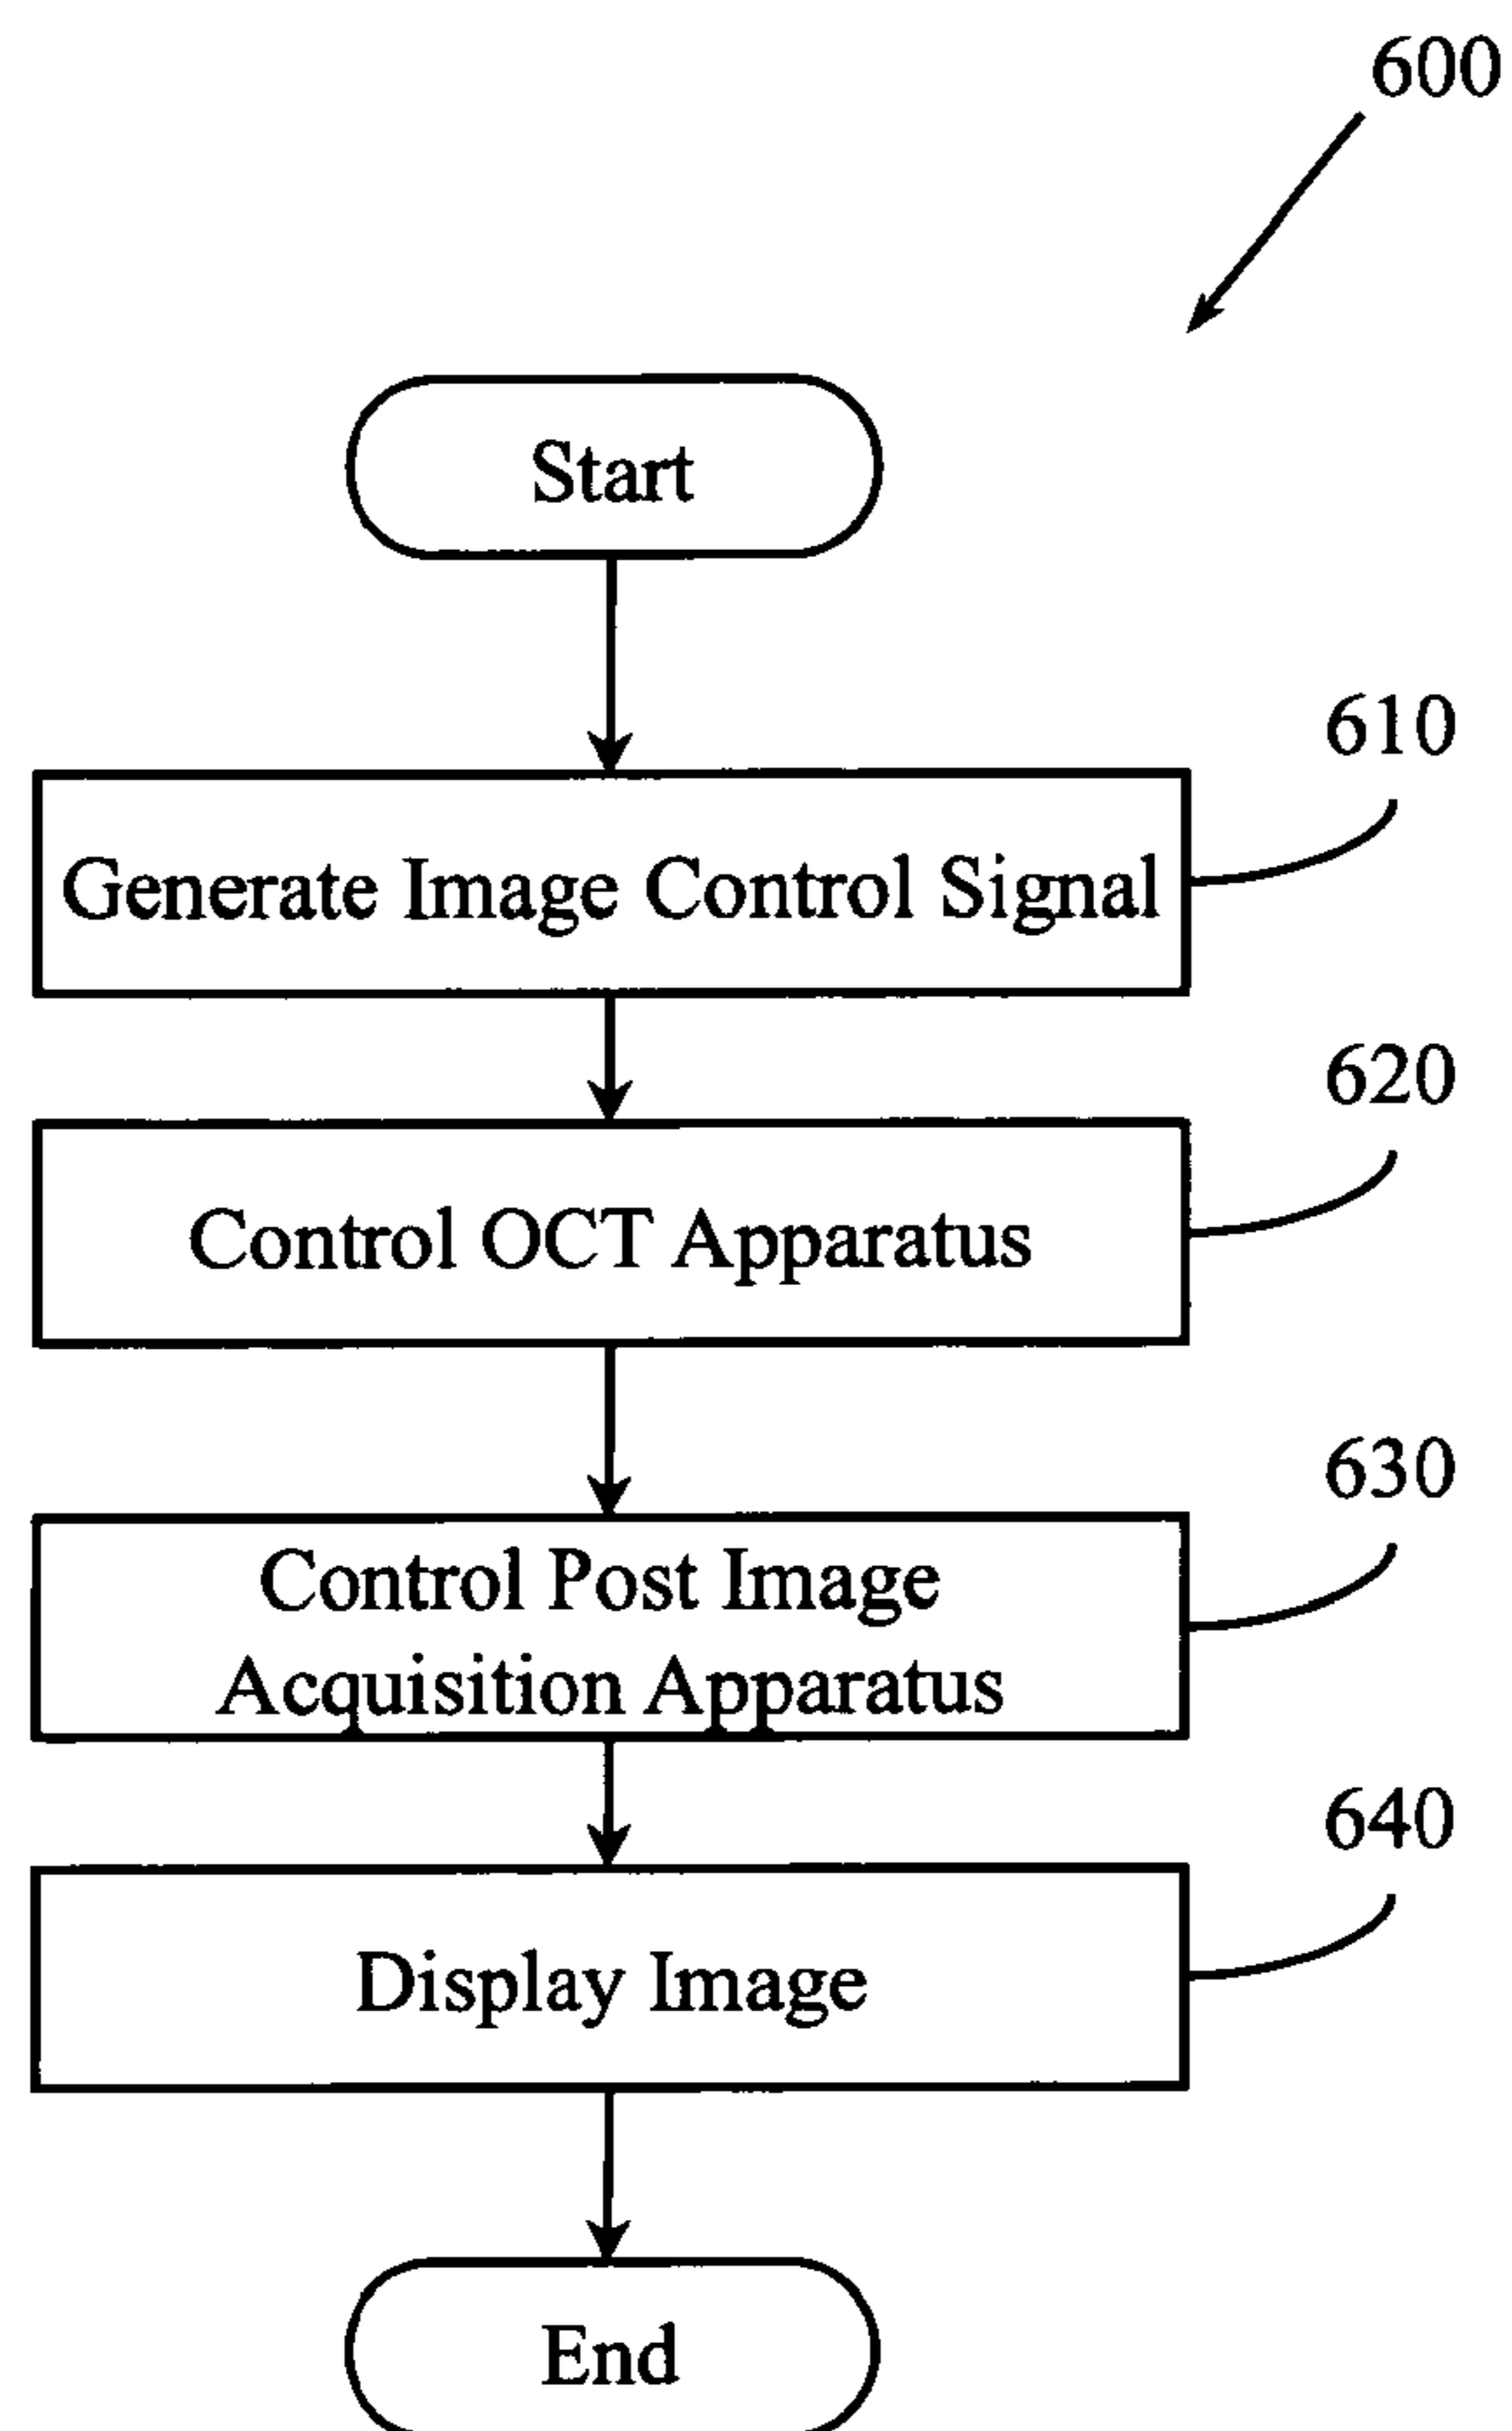 600
Start
610
Generate Image Control Signal
620
Control OCT Apparatus
630
Control Post Image
Acquisition Apparatus
640
Display Image
End